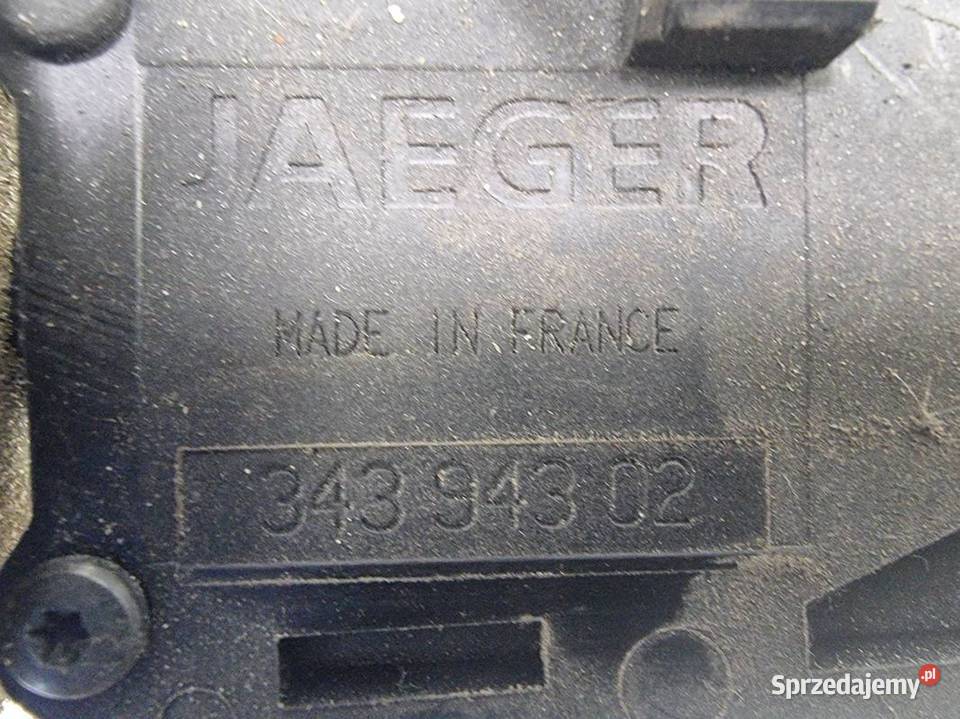 JAEGER
MADE IN FRANCE
343 943 02
Sprzedajemy.pl